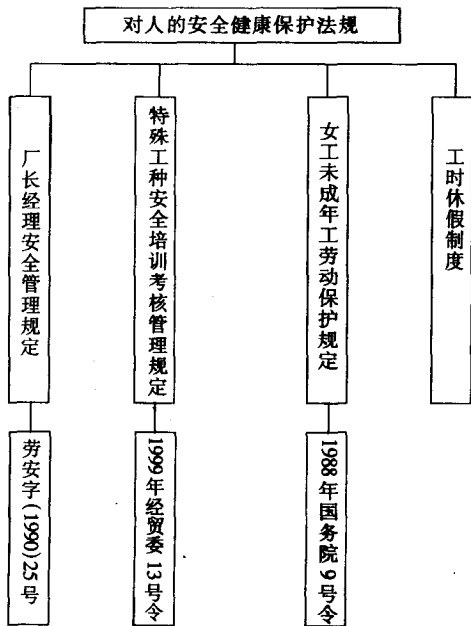 对人的安全健康保护法规
厂长经理安全管理规定
特殊工种安全培训考核管理规定
女工未成年工劳动保护规定
工时休假制度
劳安字(1990)25号
1999年经贸委13号令
1988年国务院9号令